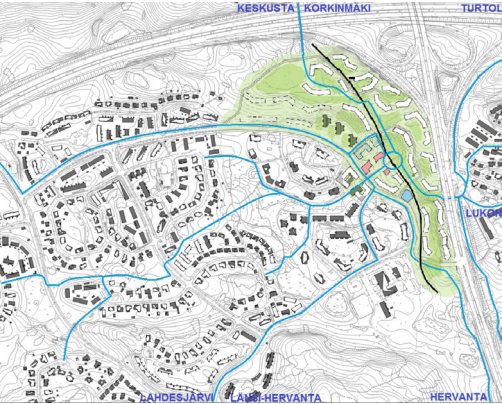 KESKUSTA KORKINMÄKI TURTOL
LUKON
LAHDESJÄRVI LÄNSI-HERVANTA HERVANTA